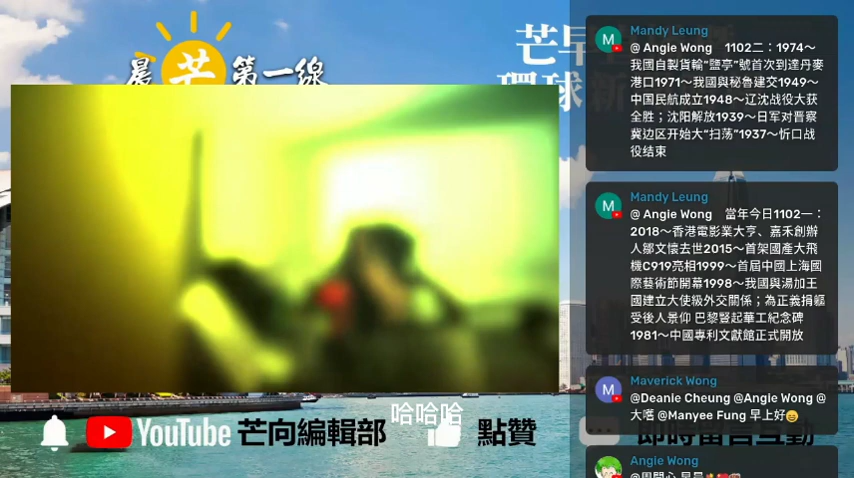 晨芒第一線
芒早
環球新
Mandy Leung
@ Angie Wong 1102二：1974～
我國自製貨輪“鹽亭”號首次到達丹麥
港口1971～我國與秘魯建交1949～
中国民航成立1948～辽沈战役大获
全胜；沈阳解放1939～日军对晋察
冀边区开始大“扫荡”1937～忻口战
役结束
Mandy Leung
@ Angie Wong 當年今日1102一：
2018～香港電影業大亨、嘉禾創辦
人鄒文懷去世2015～首架國產大飛
機C919亮相1999～首屆中國上海國
際藝術節開幕1998～我國與湯加王
國建立大使級外交關係；為正義捐軀
受後人景仰 巴黎豎起華工紀念碑
1981～中國專利文獻館正式開放
Maverick Wong
@Deanie Cheung @Angie Wong @
大嚿 @Manyee Fung 早上好😄
哈哈哈
YouTube 芒向編輯部 點贊 即時留言互動
Angie Wong